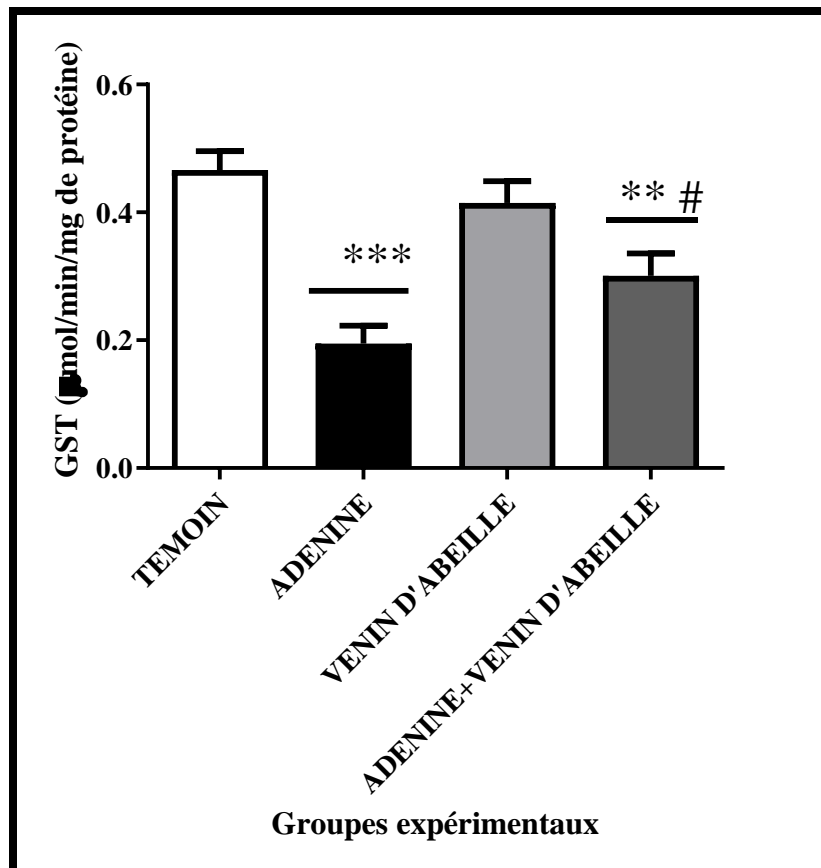 GST (µmol/min/mg de protéine)
0.6
0.4
0.2
0.0
***
** #
TEMOIN
ADENINE
VENIN D'ABEILLE
ADENINE+VENIN D'ABEILLE
Groupes expérimentaux